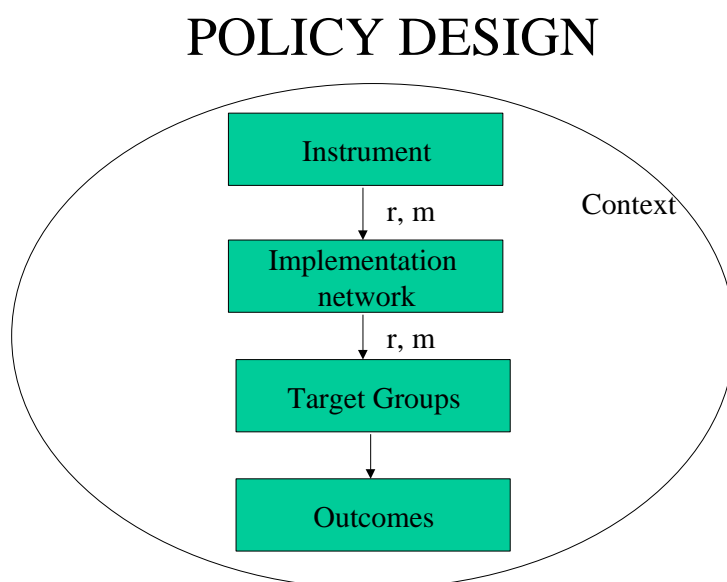 POLICY DESIGN
Instrument
r, m
Context
Implementation
network
r, m
Target Groups
Outcomes